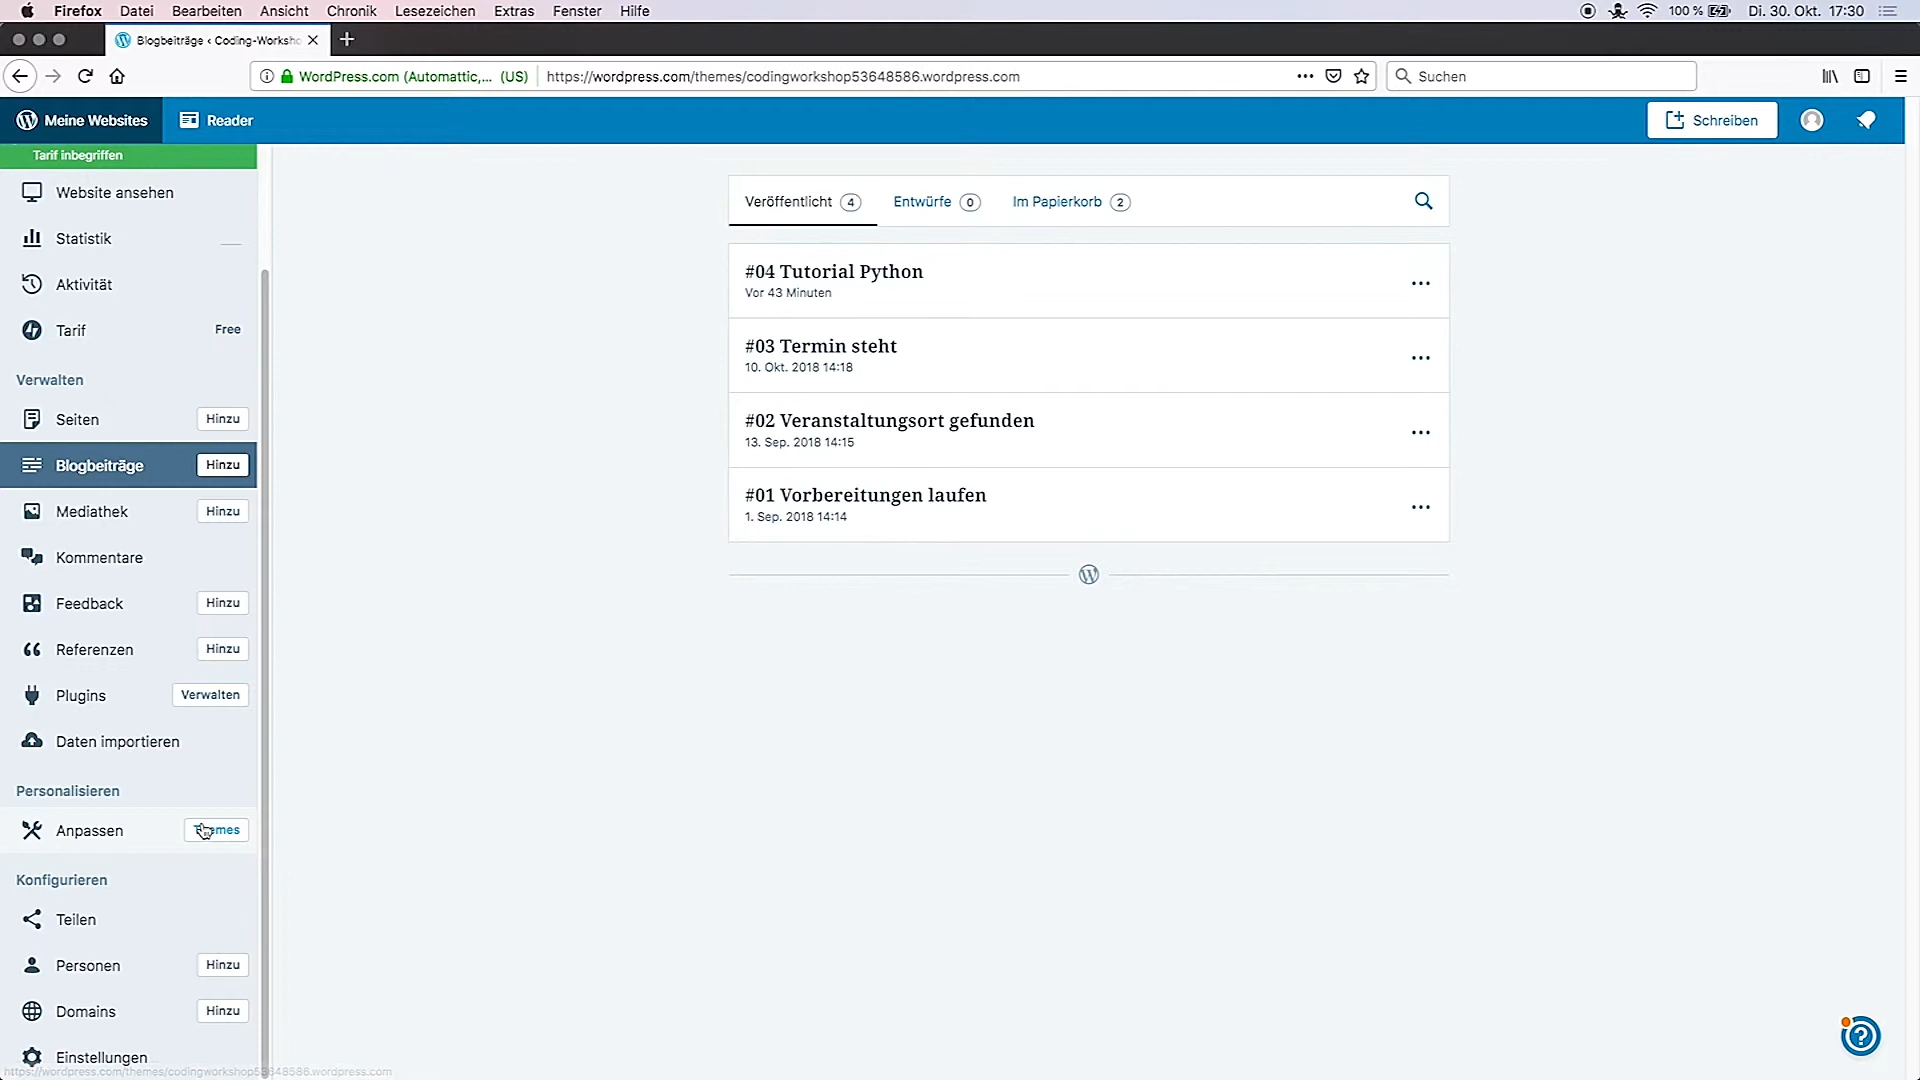 Firefox Datei Bearbeiten Ansicht Chronik Lesezeichen Extras Fenster Hilfe 100 % Di. 30. Okt. 17:30
Blogbeiträge ‹ Coding-Worksho
WordPress.com (Automattic,... (US) https://wordpress.com/themes/codingworkshop53648586.wordpress.com Suchen
Meine Websites Reader Schreiben
Tarif inbegriffen
Website ansehen
Statistik
Aktivität
Tarif Free
Verwalten
Seiten Hinzu
Blogbeiträge Hinzu
Mediathek Hinzu
Kommentare
Feedback Hinzu
Referenzen Hinzu
Plugins Verwalten
Daten importieren
Personalisieren
Anpassen Themes
Konfigurieren
Teilen
Personen Hinzu
Domains Hinzu
Einstellungen
https://wordpress.com/themes/codingworkshop53648586.wordpress.com
Veröffentlicht 4 Entwürfe 0 Im Papierkorb 2
#04 Tutorial Python
Vor 43 Minuten
#03 Termin steht
10. Okt. 2018 14:18
#02 Veranstaltungsort gefunden
13. Sep. 2018 14:15
#01 Vorbereitungen laufen
1. Sep. 2018 14:14